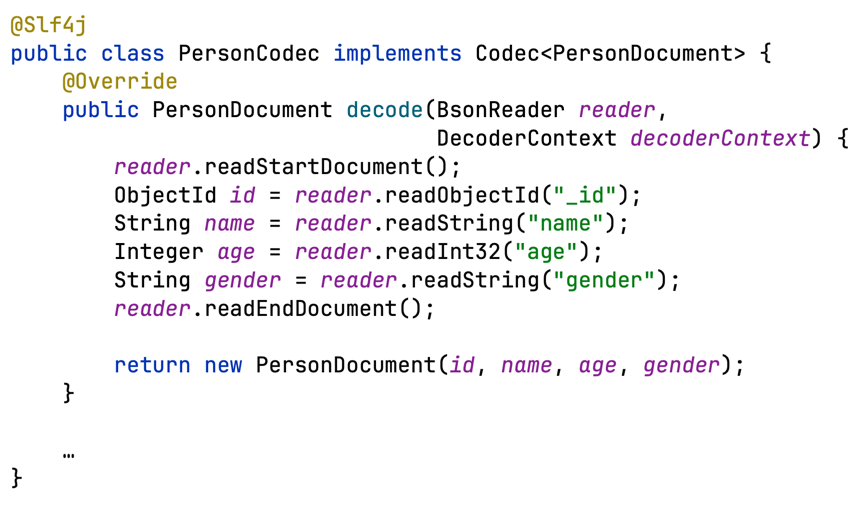 @Slf4j
public class PersonCodec implements Codec<PersonDocument> {
    @Override
    public PersonDocument decode(BsonReader reader,
                                 DecoderContext decoderContext) {
        reader.readStartDocument();
        ObjectId id = reader.readObjectId("_id");
        String name = reader.readString("name");
        Integer age = reader.readInt32("age");
        String gender = reader.readString("gender");
        reader.readEndDocument();

        return new PersonDocument(id, name, age, gender);
    }

    …
}